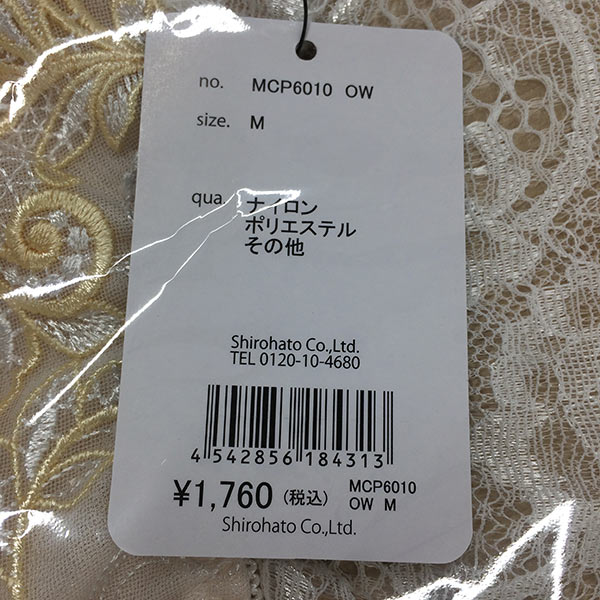 no. MCP6010 OW
size. M
qua. ナイロン
ポリエステル
その他
Shirohato Co.,Ltd.
TEL 0120-10-4680
4 542856 184313
¥1,760 (税込) MCP6010
OW M
Shirohato Co.,Ltd.